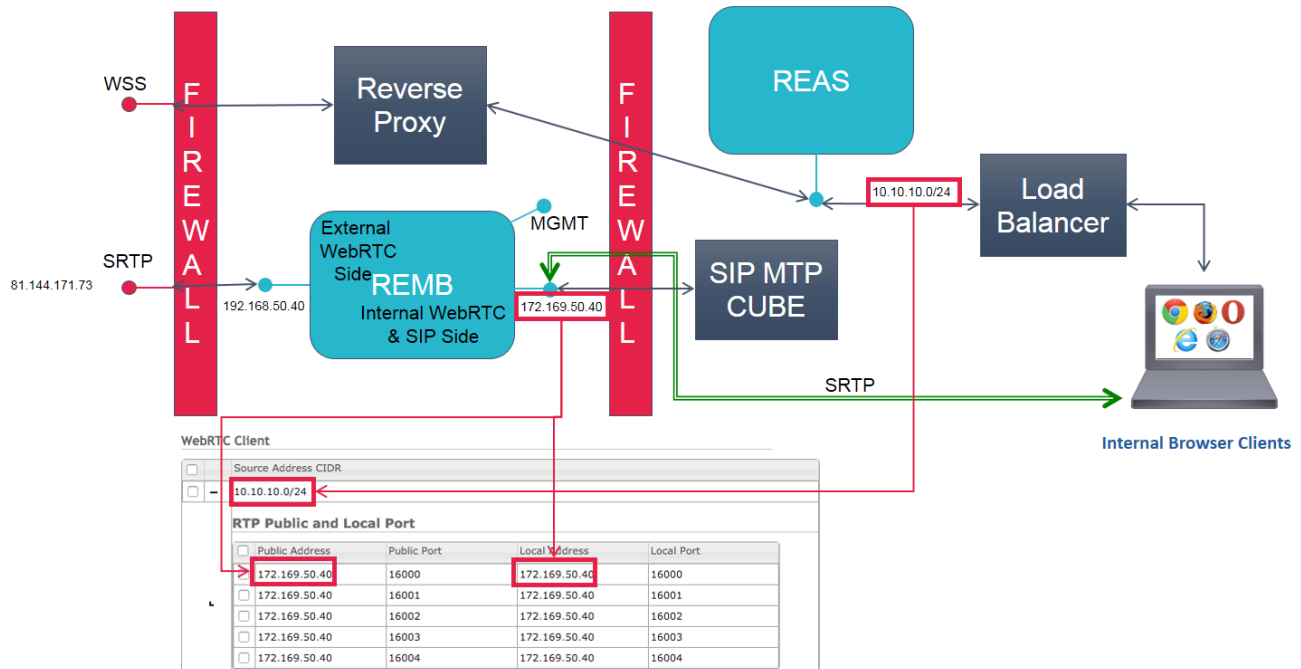 WSS
FIREWALL
Reverse
Proxy
FIREWALL
REAS
10.10.10.0/24
Load
Balancer
MGMT
External
WebRTC
Side
REMB
Internal WebRTC
& SIP Side
SRTP
81.144.171.73
192.168.50.40
172.169.50.40
SIP MTP
CUBE
SRTP
Internal Browser Clients
WebRTC Client
Source Address CIDR
10.10.10.0/24
RTP Public and Local Port
Public Address Public Port Local Address Local Port
172.169.50.40 16000 172.169.50.40 16000
172.169.50.40 16001 172.169.50.40 16001
172.169.50.40 16002 172.169.50.40 16002
172.169.50.40 16003 172.169.50.40 16003
172.169.50.40 16004 172.169.50.40 16004